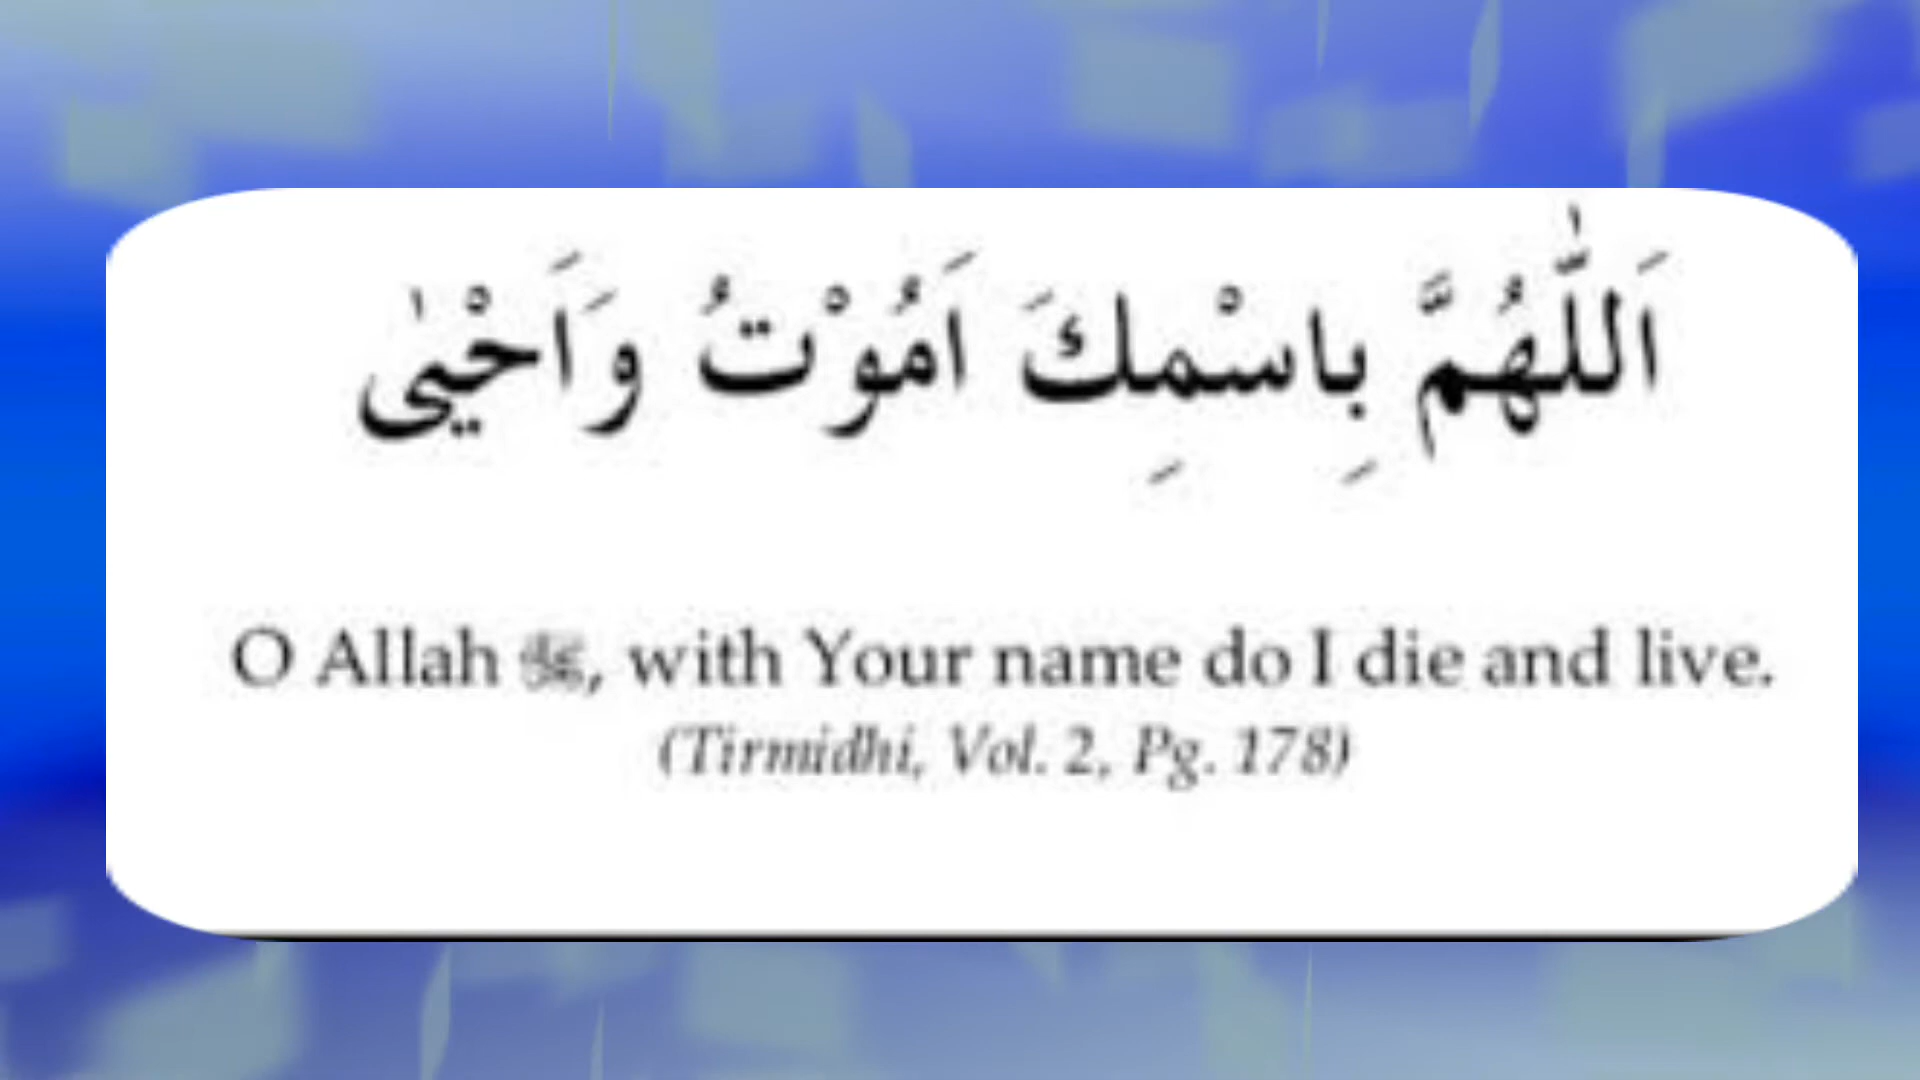 اَللّٰهُمَّ بِاسْمِكَ اَمُوْتُ وَاَحْيٰى
O Allah ﷻ, with Your name do I die and live.
(Tirmidhi, Vol. 2, Pg. 178)